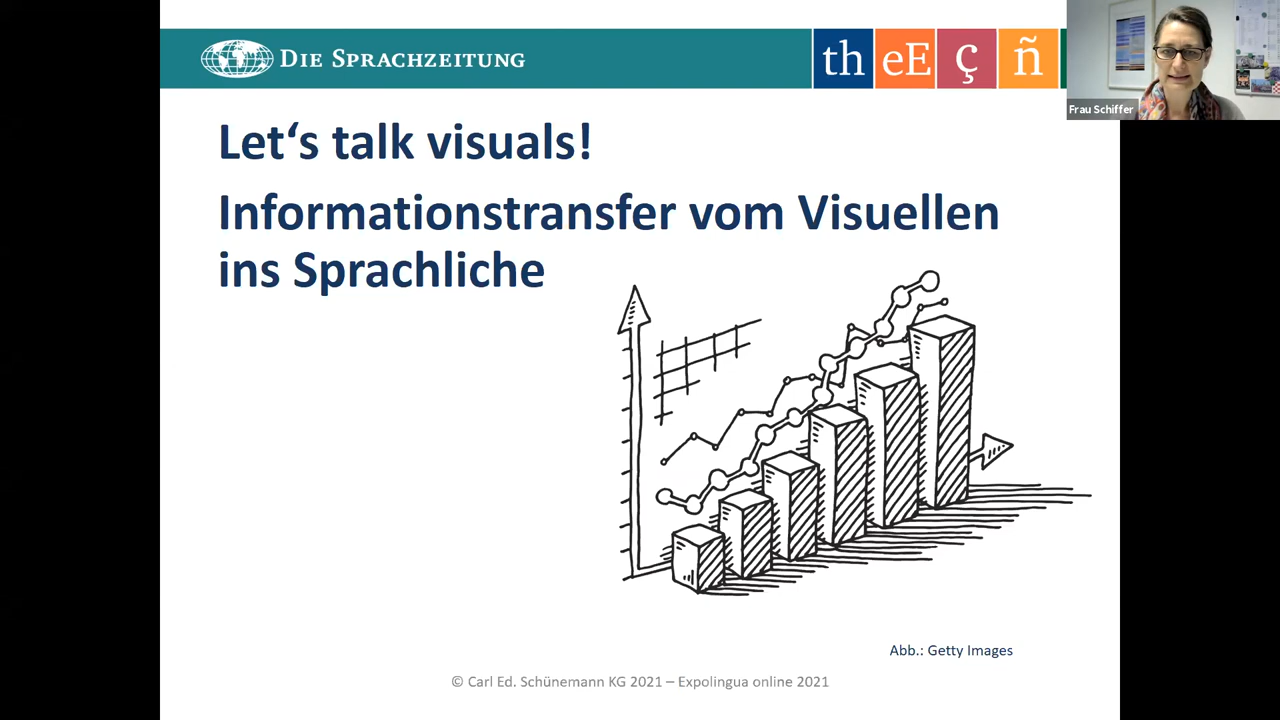 DIE SPRACHZEITUNG
th eE ç ñ
Frau Schiffer
Let‘s talk visuals!
Informationstransfer vom Visuellen
ins Sprachliche
Abb.: Getty Images
© Carl Ed. Schünemann KG 2021 – Expolingua online 2021